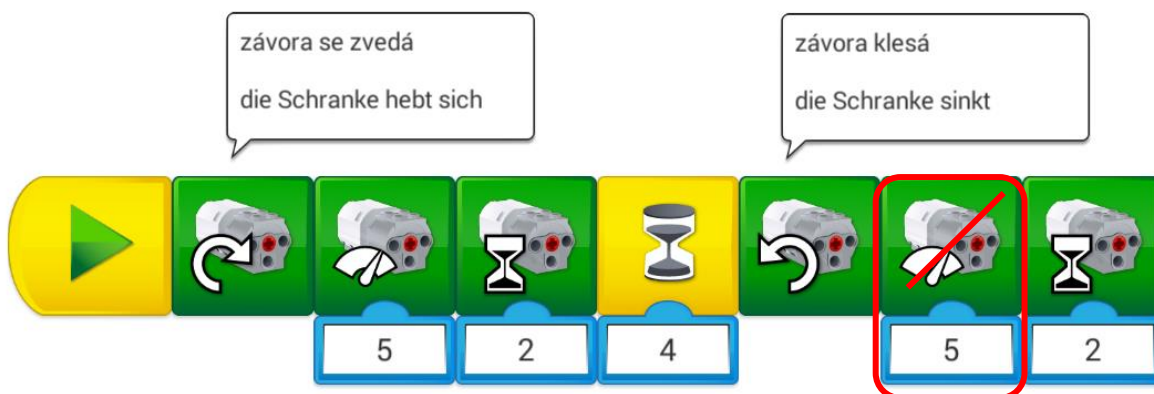 závora se zvedá
die Schranke hebt sich
závora klesá
die Schranke sinkt
5
2
4
5
2